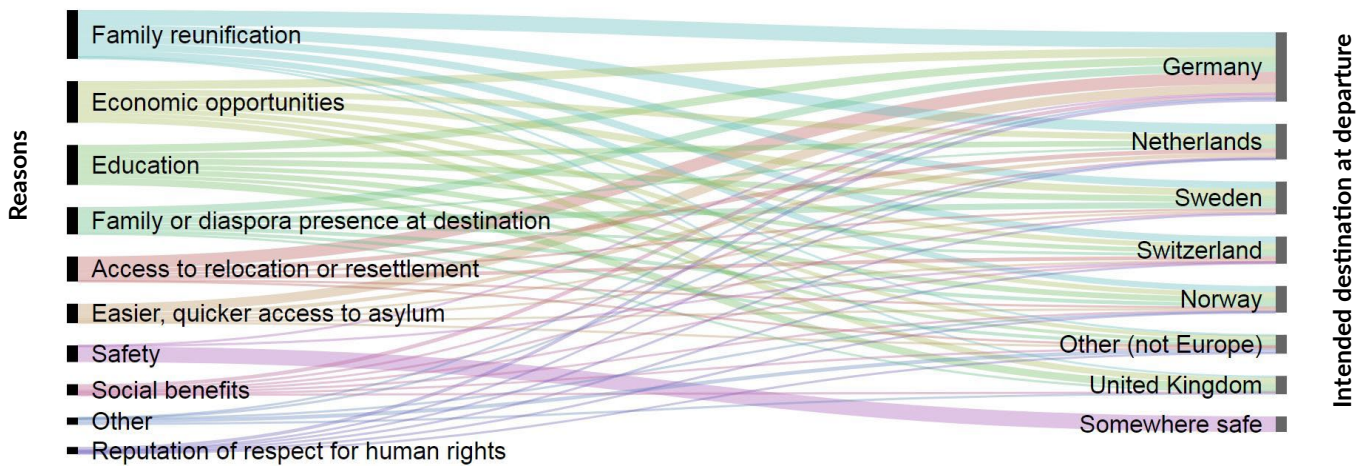 Reasons
Family reunification
Economic opportunities
Education
Family or diaspora presence at destination
Access to relocation or resettlement
Easier, quicker access to asylum
Safety
Social benefits
Other
Reputation of respect for human rights
Germany
Netherlands
Sweden
Switzerland
Norway
Other (not Europe)
United Kingdom
Somewhere safe
Intended destination at departure